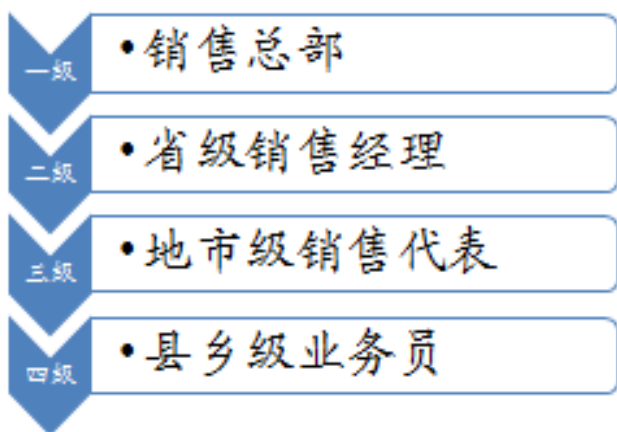 一级
•销售总部
二级
•省级销售经理
三级
•地市级销售代表
四级
•县乡级业务员